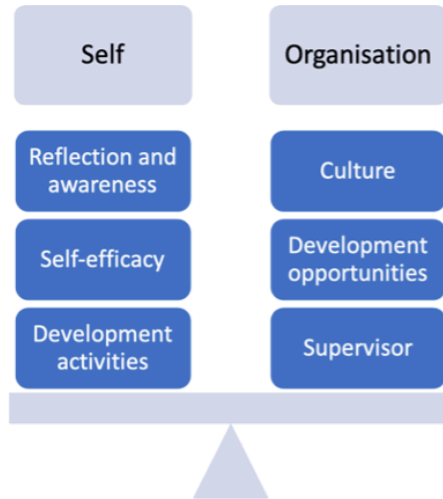 Self
Organisation
Reflection and
awareness
Culture
Self-efficacy
Development
opportunities
Development
activities
Supervisor